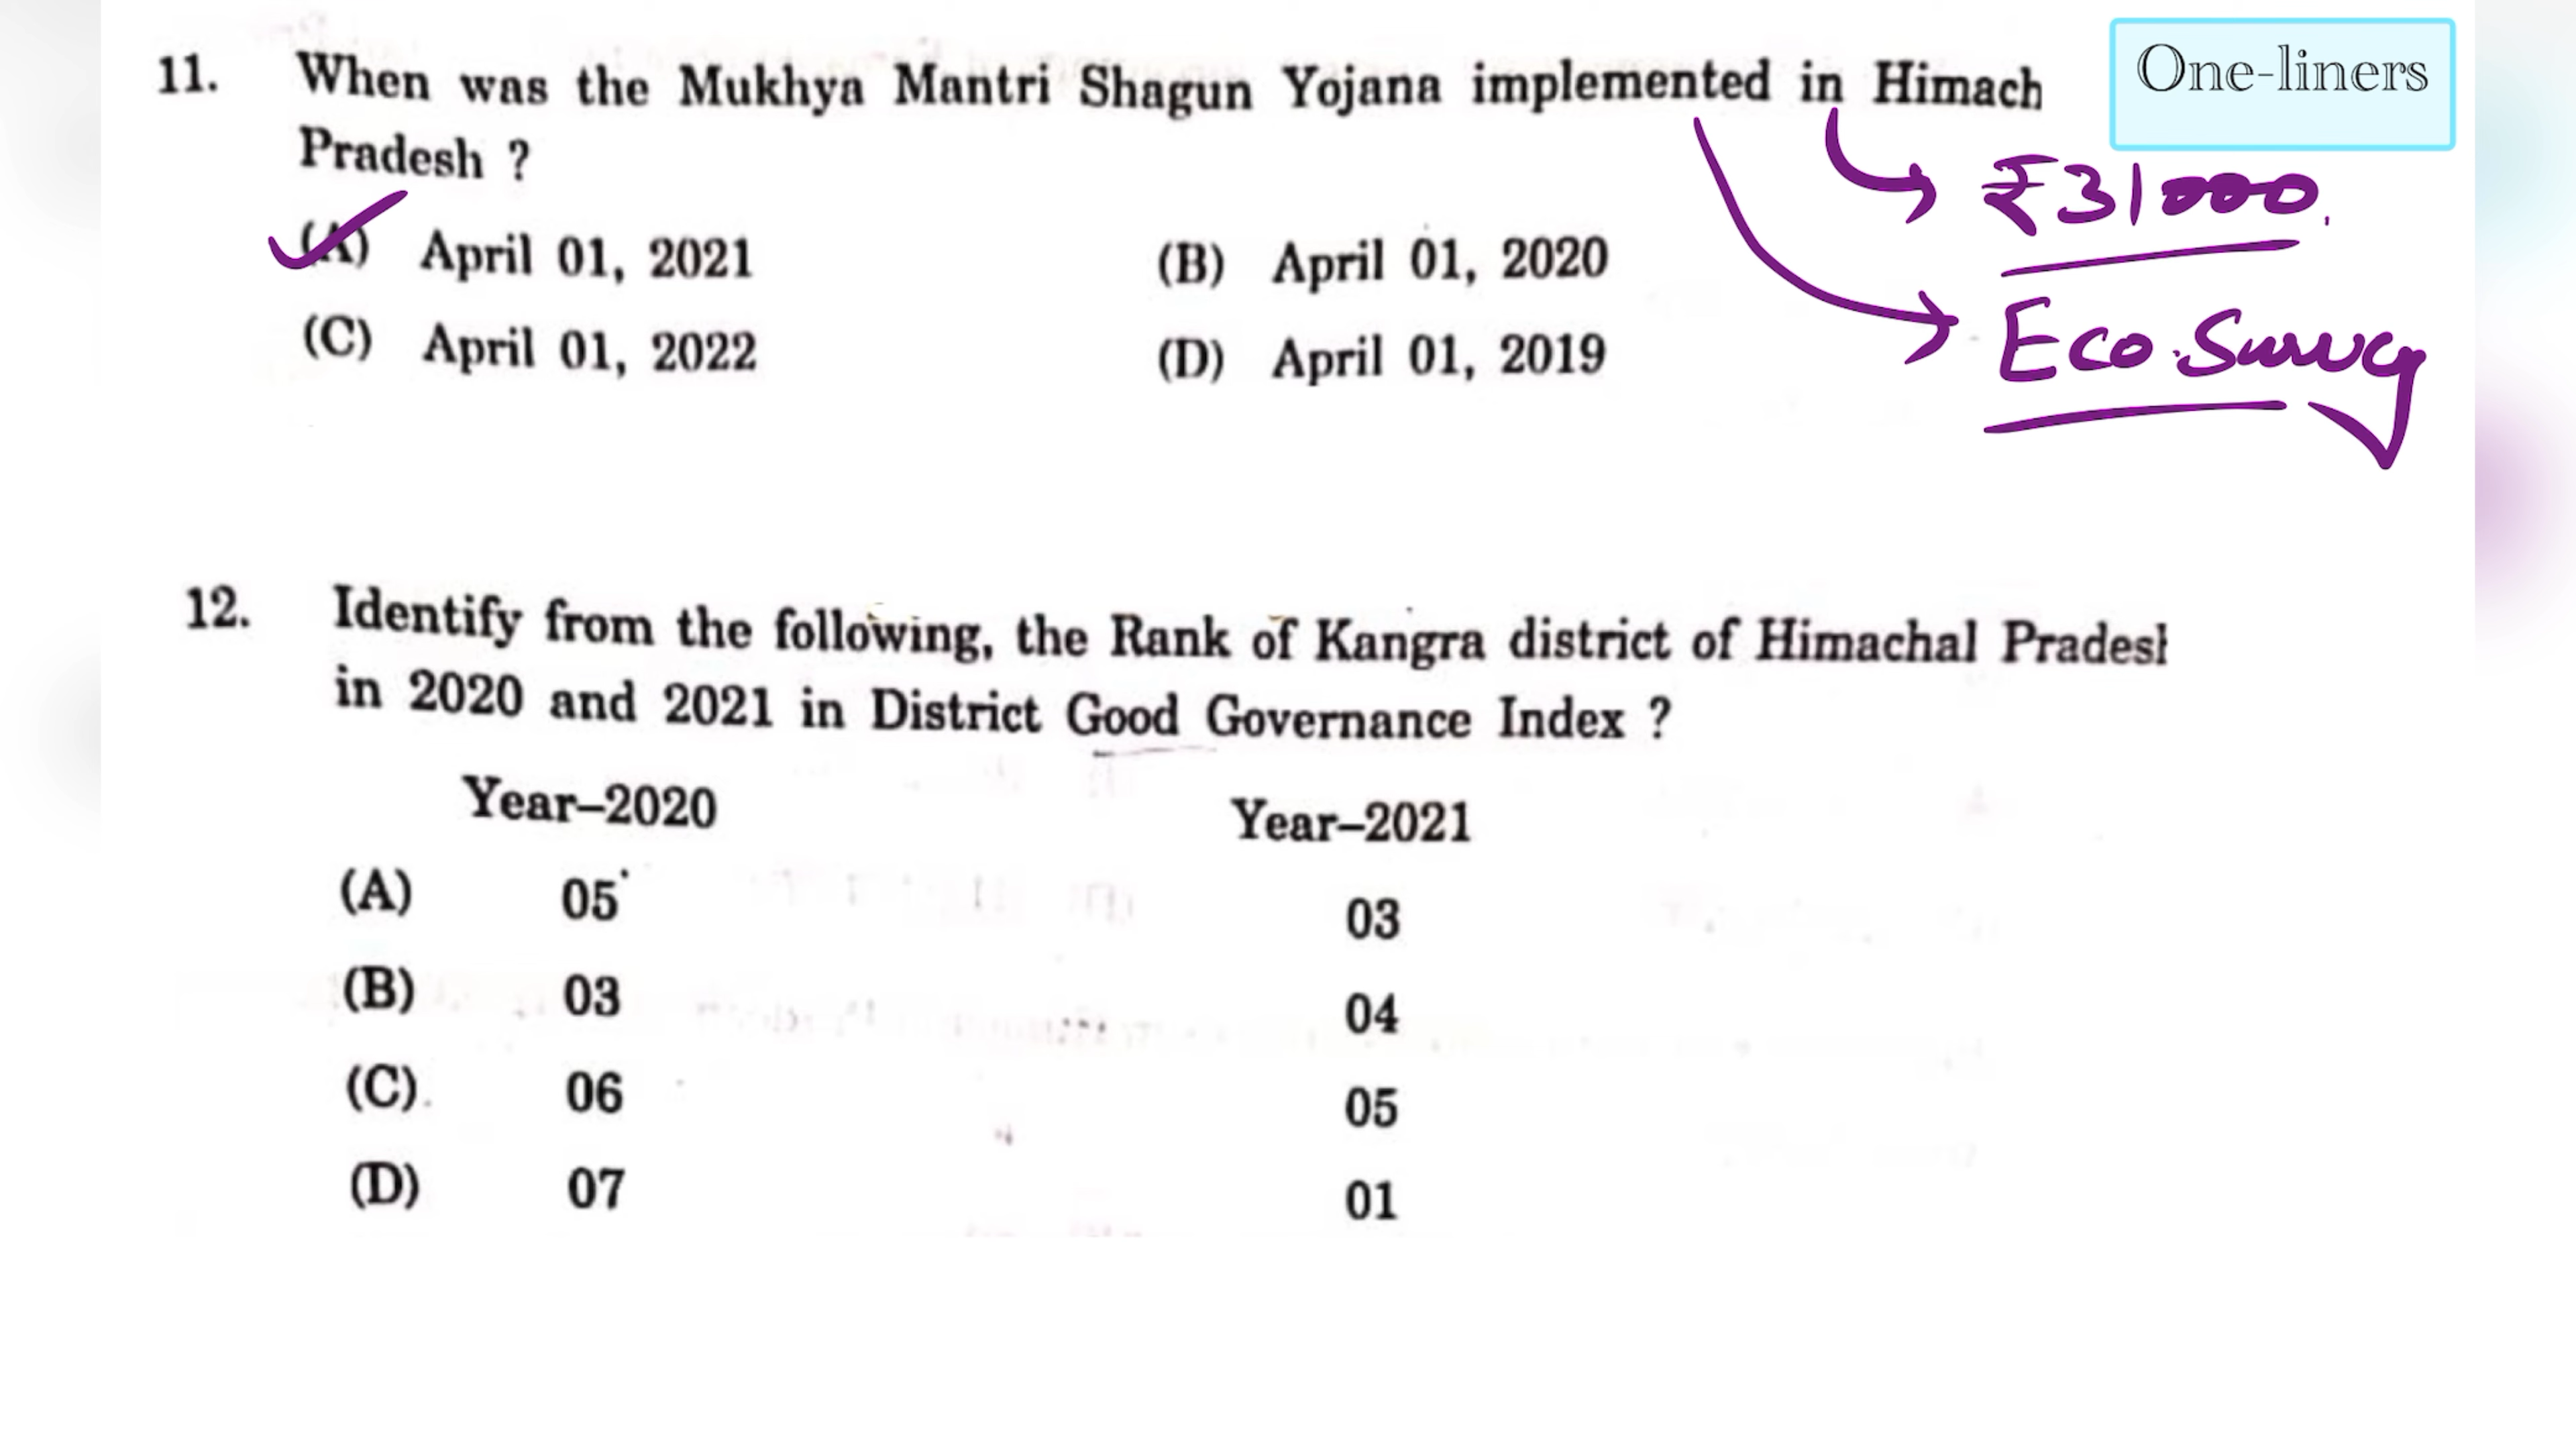 One-liners
11. When was the Mukhya Mantri Shagun Yojana implemented in Himach
Pradesh ?
₹31000.
(A) April 01, 2021 (B) April 01, 2020
Eco. Survey
(C) April 01, 2022 (D) April 01, 2019
12. Identify from the following, the Rank of Kangra district of Himachal Pradesh
in 2020 and 2021 in District Good Governance Index ?
Year–2020 Year–2021
(A) 05 03
(B) 03 04
(C) 06 05
(D) 07 01